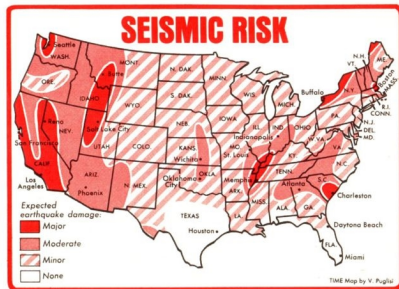 SEISMIC RISK
Seattle
WASH.
MONT.
N. DAK.
MINN.
N.H.
VT.
ME.
Butte
ORE.
IDAHO
S. DAK.
WIS.
MICH.
Buffalo
N.Y.
Boston
MASS.
R.I.
CONN.
WYO.
IOWA
PA.
N.J.
DEL.
MD.
Reno
NEV.
Salt Lake City
NEB.
ILL.
IND.
OHIO
Indianapolis
W.VA.
VA.
San Francisco
UTAH
COLO.
KANS.
Wichita
MO.
St. Louis
KY.
CALIF.
N.C.
Los
Angeles
ARIZ.
Phoenix
N. MEX.
Oklahoma
City
OKLA.
ARK.
Memphis
TENN.
Atlanta
S.C.
Charleston
MISS.
ALA.
GA.
TEXAS
Houston
LA.
Daytona Beach
FLA.
Miami
Expected
earthquake damage:
Major
Moderate
Minor
None
TIME Map by V. Puglisi